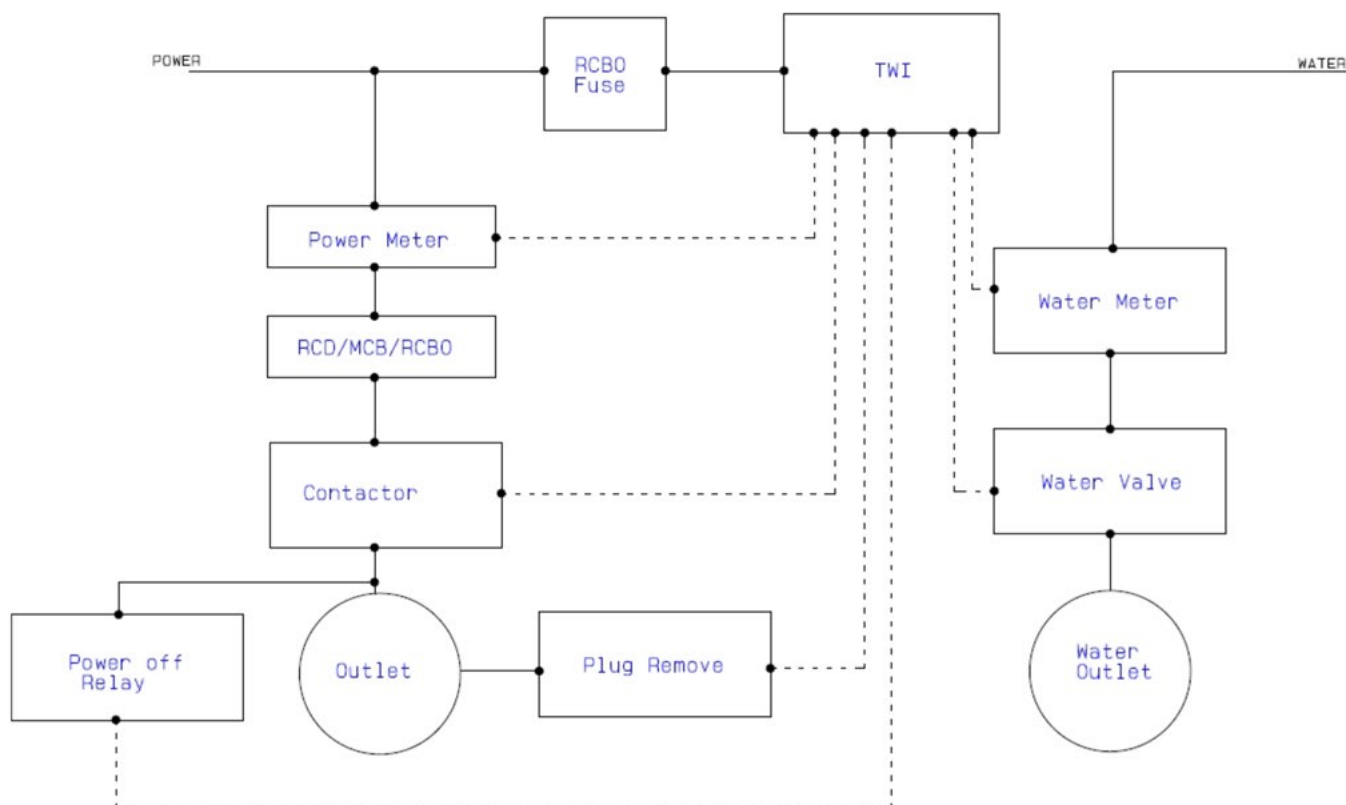 POWER
RCBO
Fuse
TWI
WATER
Power Meter
Water Meter
RCD/MCB/RCBO
Contactor
Water Valve
Power off
Relay
Outlet
Plug Remove
Water
Outlet